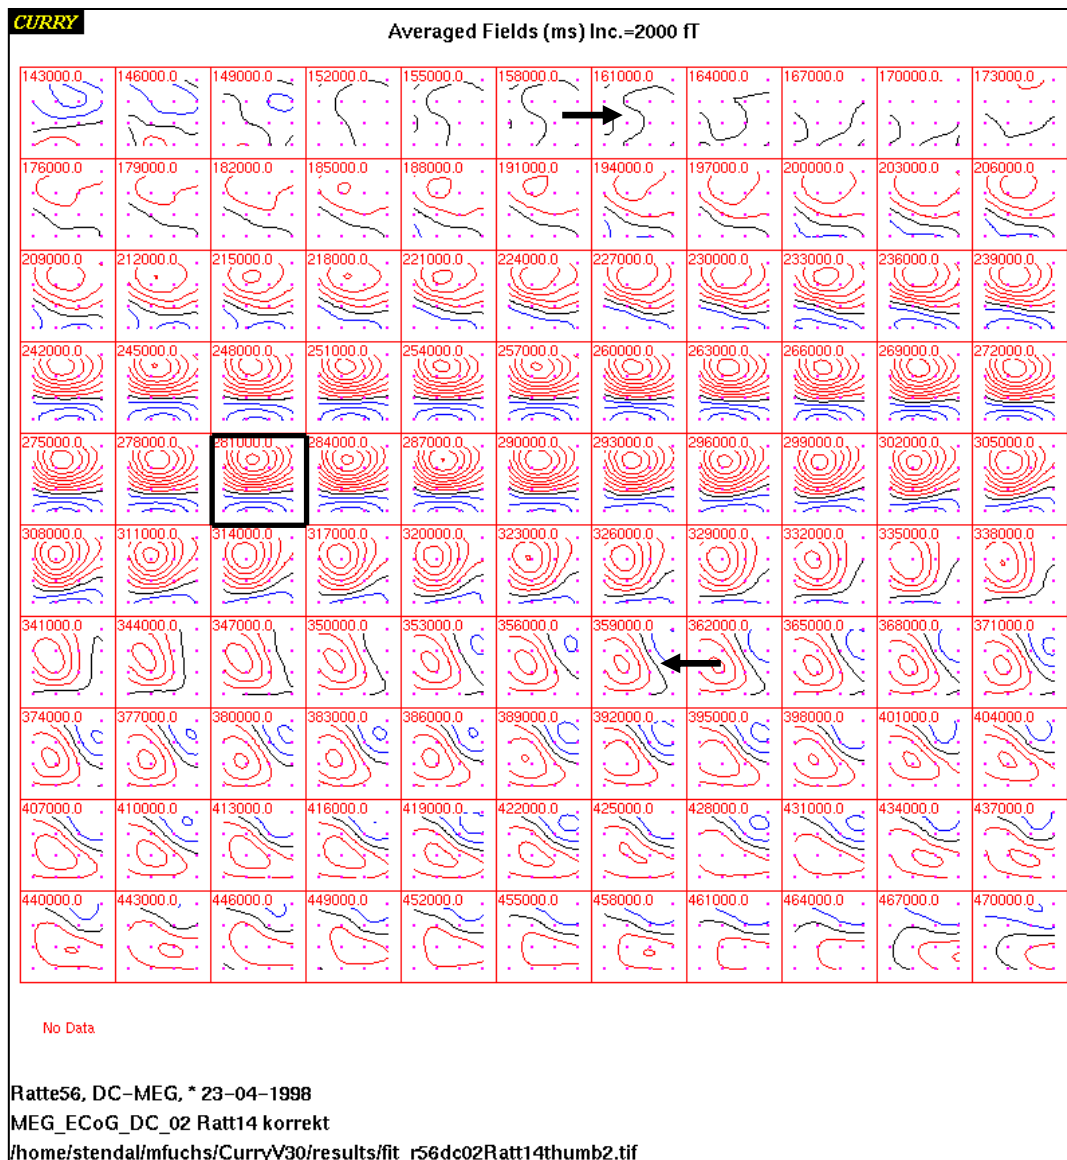 CURRY
Averaged Fields (ms) Inc.=2000 fT
143000.0 146000.0 149000.0 152000.0 155000.0 158000.0 161000.0 164000.0 167000.0 170000.0 173000.0
176000.0 179000.0 182000.0 185000.0 188000.0 191000.0 194000.0 197000.0 200000.0 203000.0 206000.0
209000.0 212000.0 215000.0 218000.0 221000.0 224000.0 227000.0 230000.0 233000.0 236000.0 239000.0
242000.0 245000.0 248000.0 251000.0 254000.0 257000.0 260000.0 263000.0 266000.0 269000.0 272000.0
275000.0 278000.0 281000.0 284000.0 287000.0 290000.0 293000.0 296000.0 299000.0 302000.0 305000.0
308000.0 311000.0 314000.0 317000.0 320000.0 323000.0 326000.0 329000.0 332000.0 335000.0 338000.0
341000.0 344000.0 347000.0 350000.0 353000.0 356000.0 359000.0 362000.0 365000.0 368000.0 371000.0
374000.0 377000.0 380000.0 383000.0 386000.0 389000.0 392000.0 395000.0 398000.0 401000.0 404000.0
407000.0 410000.0 413000.0 416000.0 419000.0 422000.0 425000.0 428000.0 431000.0 434000.0 437000.0
440000.0 443000.0 446000.0 449000.0 452000.0 455000.0 458000.0 461000.0 464000.0 467000.0 470000.0
No Data
Ratte56, DC-MEG, * 23-04-1998
MEG_ECoG_DC_02 Ratt14 korrekt
/home/stendal/mfuchs/CurryV30/results/fit_r56dc02Ratt14thumb2.tif